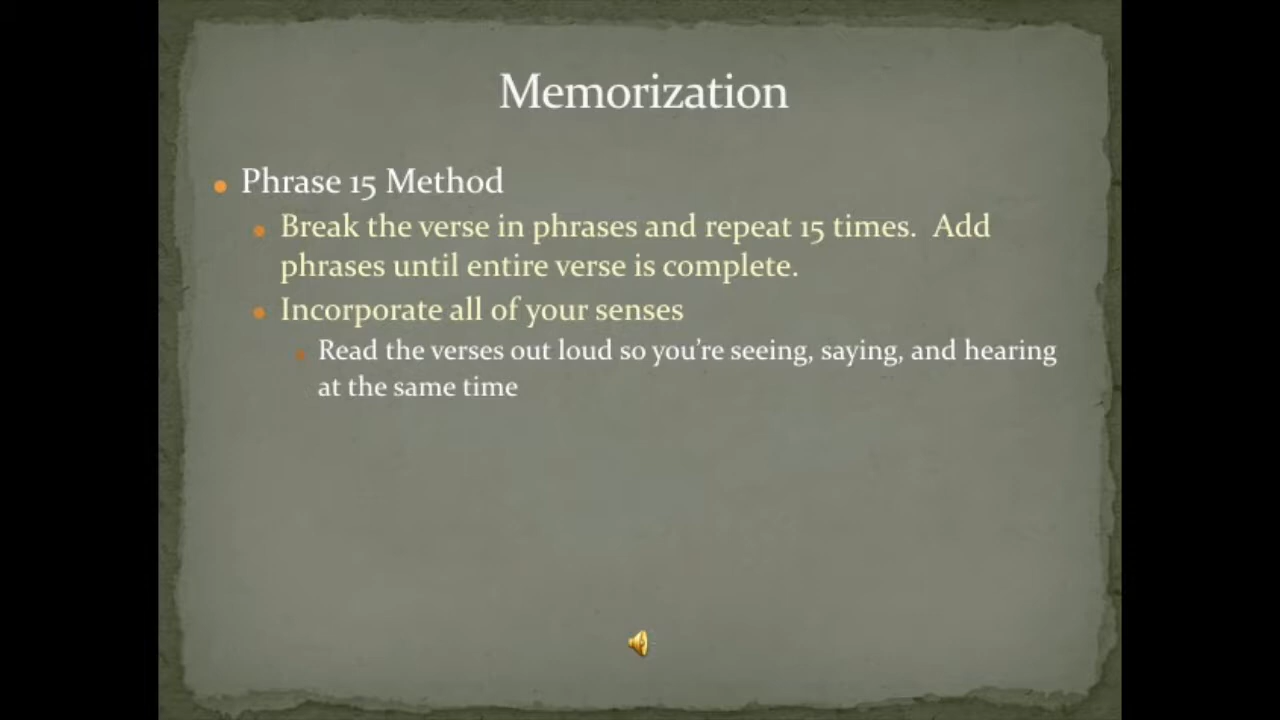 Memorization
Phrase 15 Method
Break the verse in phrases and repeat 15 times.  Add
phrases until entire verse is complete.
Incorporate all of your senses
Read the verses out loud so you’re seeing, saying, and hearing
at the same time